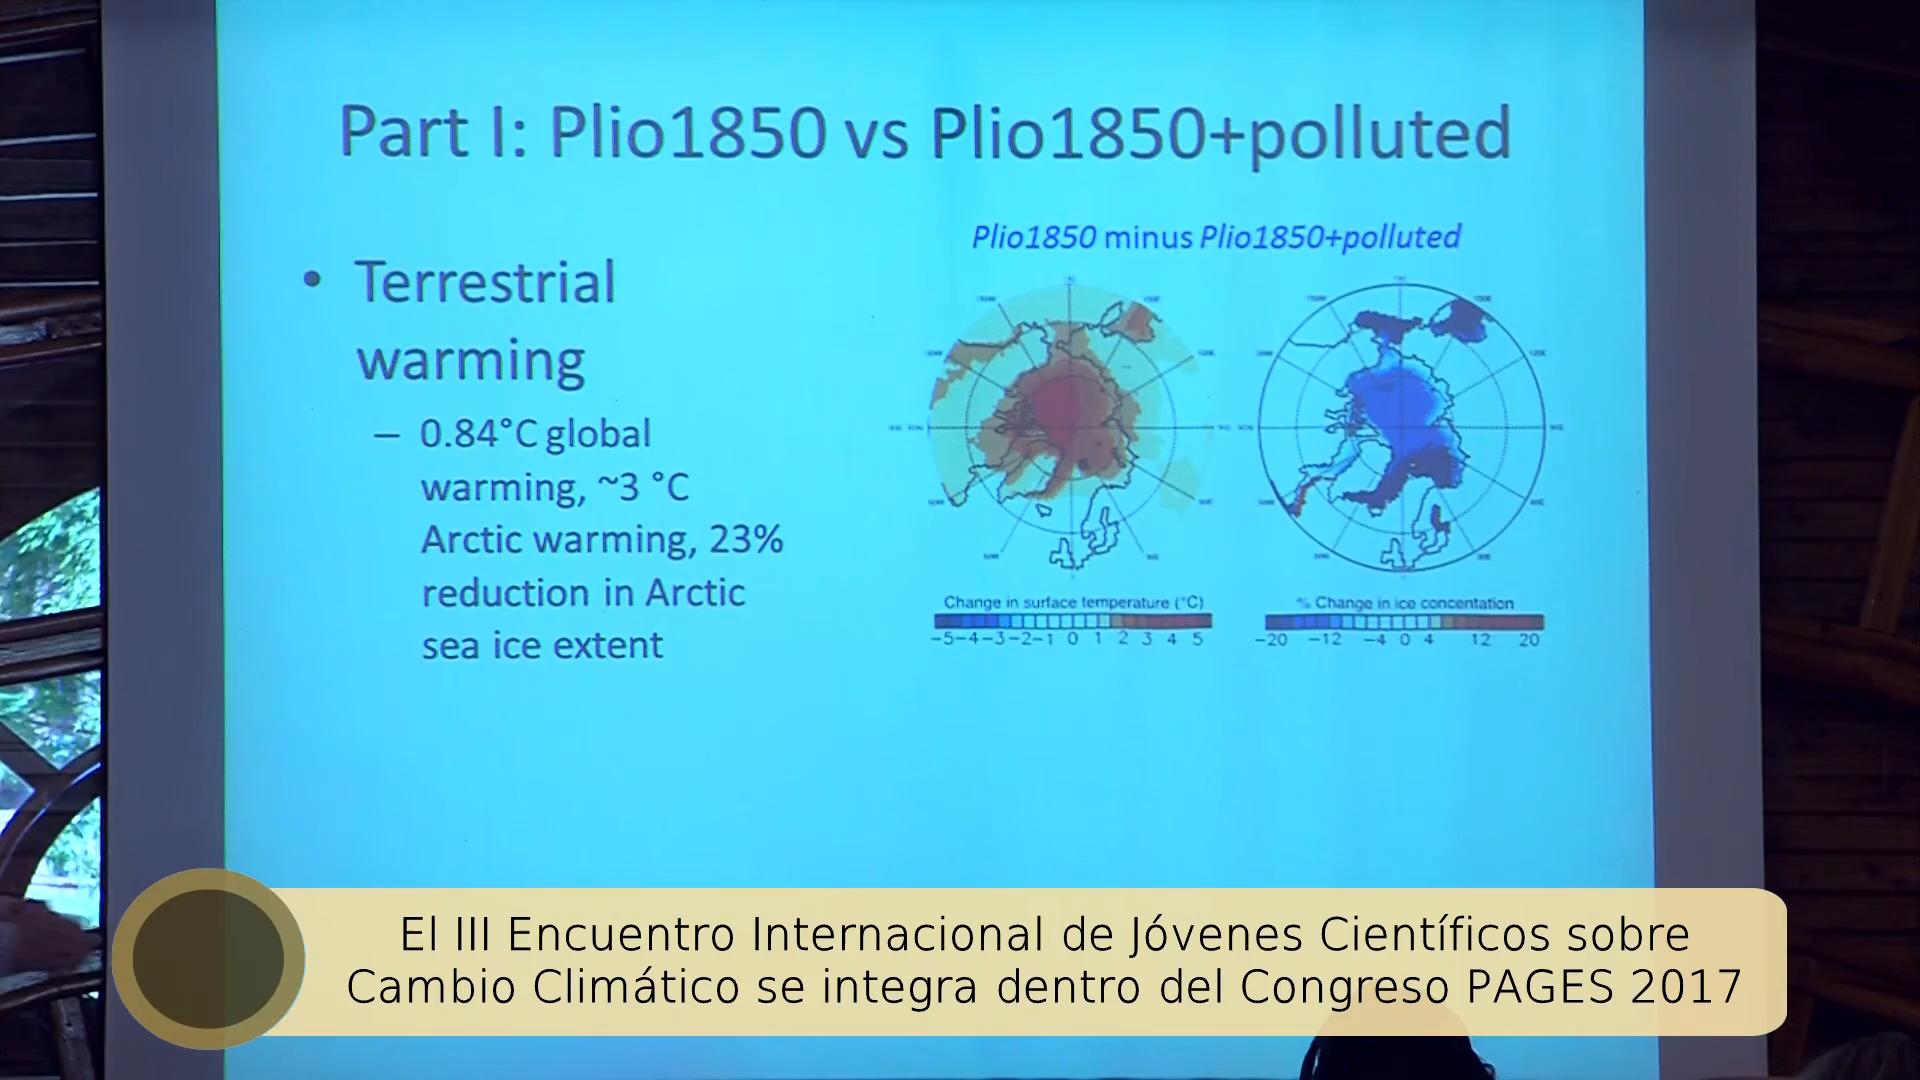 Part I: Plio1850 vs Plio1850+polluted
• Terrestrial
warming
– 0.84°C global
warming, ~3 °C
Arctic warming, 23%
reduction in Arctic
sea ice extent
Plio1850 minus Plio1850+polluted
Change in surface temperature (°C)
-5-4-3-2-1 0 1 2 3 4 5
% Change in ice concentation
-20 -12 -4 0 4 12 20
El III Encuentro Internacional de Jóvenes Científicos sobre
Cambio Climático se integra dentro del Congreso PAGES 2017